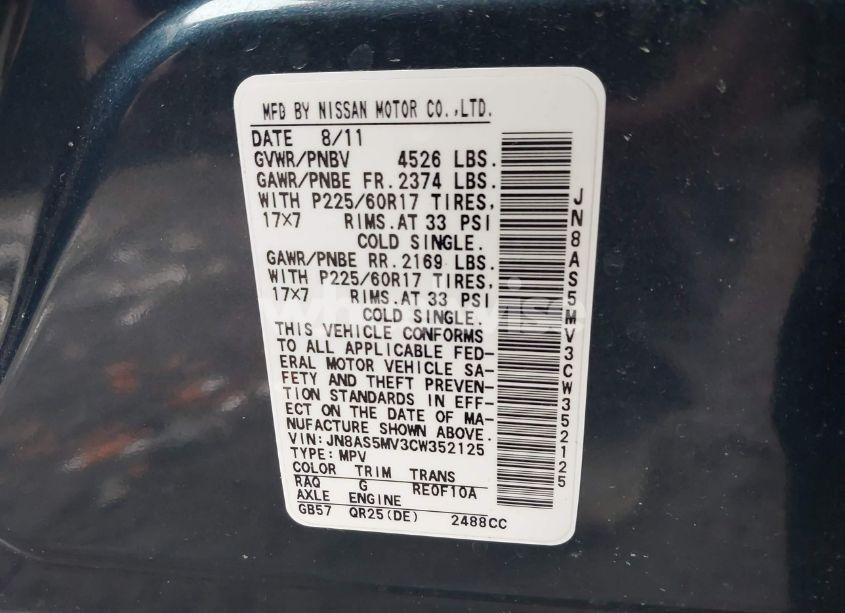 MFD BY NISSAN MOTOR CO.,LTD.
DATE 8/11
GVWR/PNBV 4526 LBS.
GAWR/PNBE FR.2374 LBS.
WITH P225/60R17 TIRES,
17×7 RIMS.AT 33 PSI
COLD SINGLE.
GAWR/PNBE RR.2169 LBS.
WITH P225/60R17 TIRES,
17×7 RIMS.AT 33 PSI
COLD SINGLE.
THIS VEHICLE CONFORMS
TO ALL APPLICABLE FED-
ERAL MOTOR VEHICLE SA-
FETY AND THEFT PREVEN-
TION STANDARDS IN EFF-
ECT ON THE DATE OF MA-
NUFACTURE SHOWN ABOVE.
VIN:JN8AS5MV3CW352125
TYPE:MPV
COLOR TRIM TRANS
RAQ G RE0F10A
AXLE ENGINE
GB57 QR25(DE) 2488CC
JN8AS5MV3CW352125